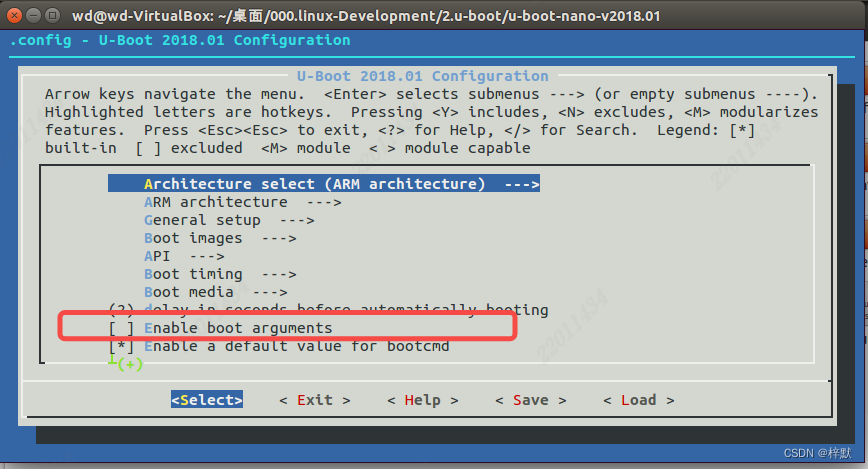 wd@wd-VirtualBox: ~/桌面/000.linux-Development/2.u-boot/u-boot-nano-v2018.01
.config - U-Boot 2018.01 Configuration
U-Boot 2018.01 Configuration
Arrow keys navigate the menu.  <Enter> selects submenus ---> (or empty submenus ----).
Highlighted letters are hotkeys.  Pressing <Y> includes, <N> excludes, <M> modularizes
features.  Press <Esc><Esc> to exit, <?> for Help, </> for Search.  Legend: [*]
built-in  [ ] excluded  <M> module  < > module capable
Architecture select (ARM architecture)  --->
ARM architecture  --->
General setup  --->
Boot images  --->
API  --->
Boot timing  --->
Boot media  --->
(2) delay in seconds before automatically booting
[ ] Enable boot arguments
[*] Enable a default value for bootcmd
┴(+)
<Select>    < Exit >    < Help >    < Save >    < Load >
22011434
22011434
CSDN @梓默